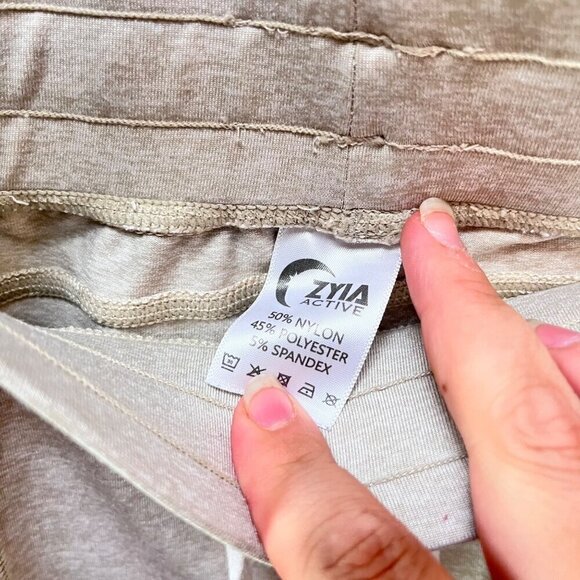 ZYIA
ACTIVE
50% NYLON
45% POLYESTER
5% SPANDEX